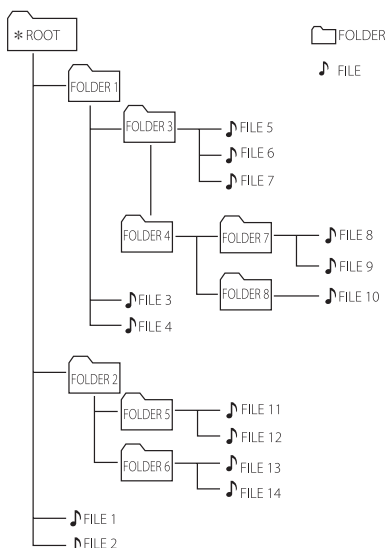 * ROOT
FOLDER
FILE
FOLDER 1
FOLDER 3
FILE 5
FILE 6
FILE 7
FOLDER 4
FOLDER 7
FILE 8
FILE 9
FOLDER 8
FILE 10
FILE 3
FILE 4
FOLDER 2
FOLDER 5
FILE 11
FILE 12
FOLDER 6
FILE 13
FILE 14
FILE 1
FILE 2